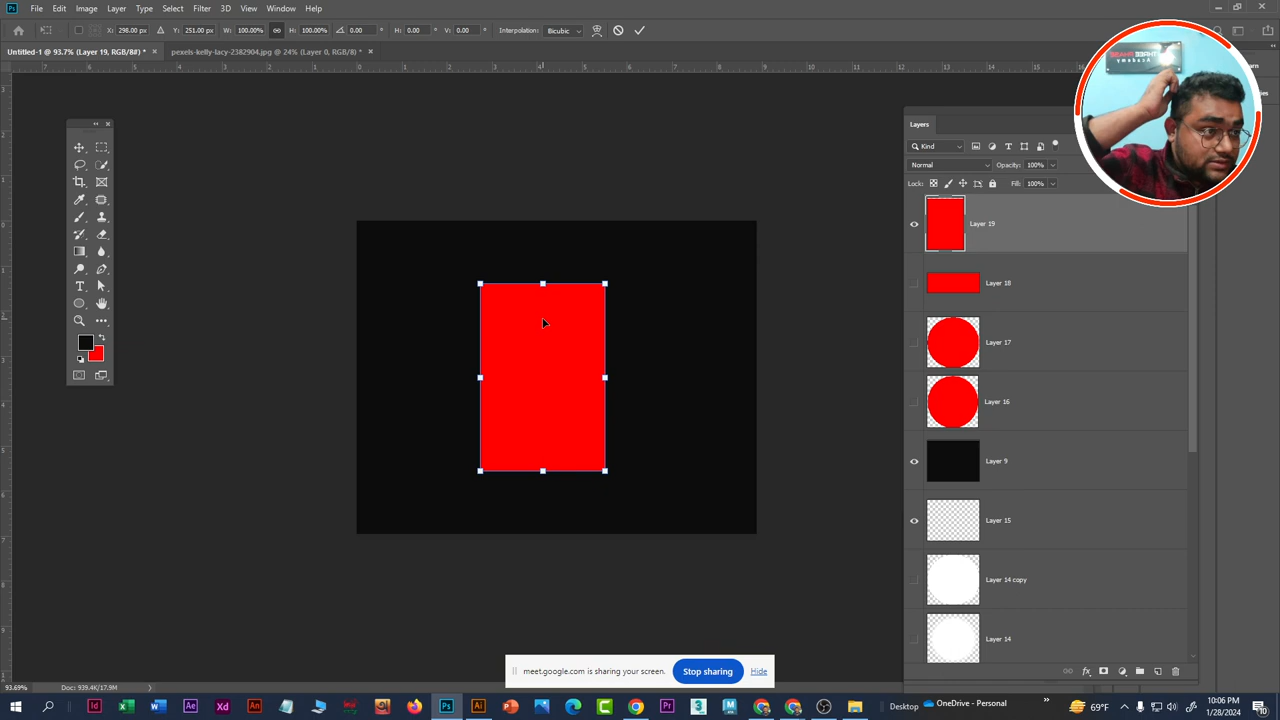 Ps File Edit Image Layer Type Select Filter 3D View Window Help
X: 298.00 px Y: 251.00 px W: 100.00% H: 100.00% 0.00 ° H: 0.00 ° V: 0.00 ° Interpolation: Bicubic
Untitled-1 @ 93.7% (Layer 19, RGB/8#) * × pexels-kelly-lacy-2382904.jpg @ 24% (Layer 0, RGB/8*) * ×
Layers
Kind
Normal Opacity: 100%
Lock: Fill: 100%
Layer 19
Layer 18
Layer 17
Layer 16
Layer 9
Layer 15
Layer 14 copy
Layer 14
meet.google.com is sharing your screen. Stop sharing Hide
93.69% Doc: 939.4K/17.9M
Desktop OneDrive - Personal 69°F 10:06 PM
1/28/2024